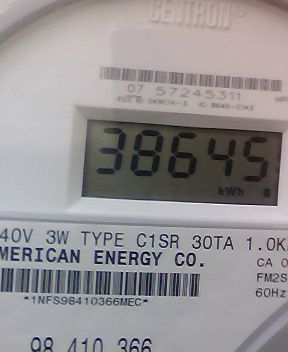 CENTRON®
07 57245311
38645
kWh
40V 3W TYPE C1SR 30TA 1.0K
MERICAN ENERGY CO.
CA 0
FM2S
60Hz
*1NFS98410366MEC*
98 410 366